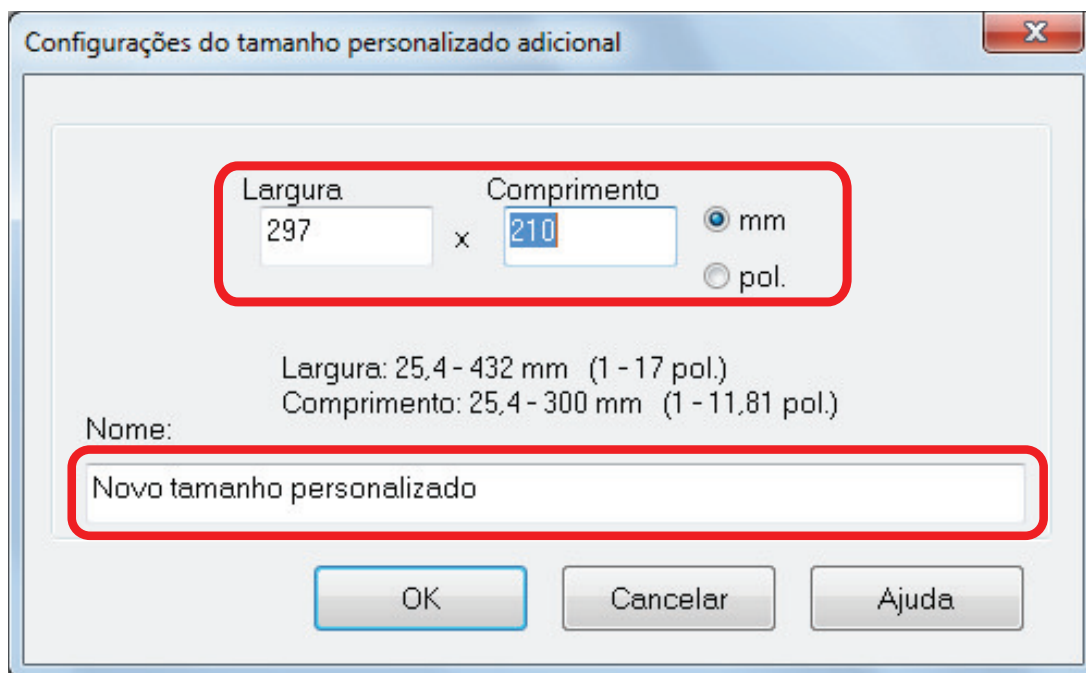 Configurações do tamanho personalizado adicional
Largura Comprimento
297 x 210 mm
pol.
Largura: 25,4 - 432 mm (1 - 17 pol.)
Comprimento: 25,4 - 300 mm (1 - 11,81 pol.)
Nome:
Novo tamanho personalizado
OK Cancelar Ajuda